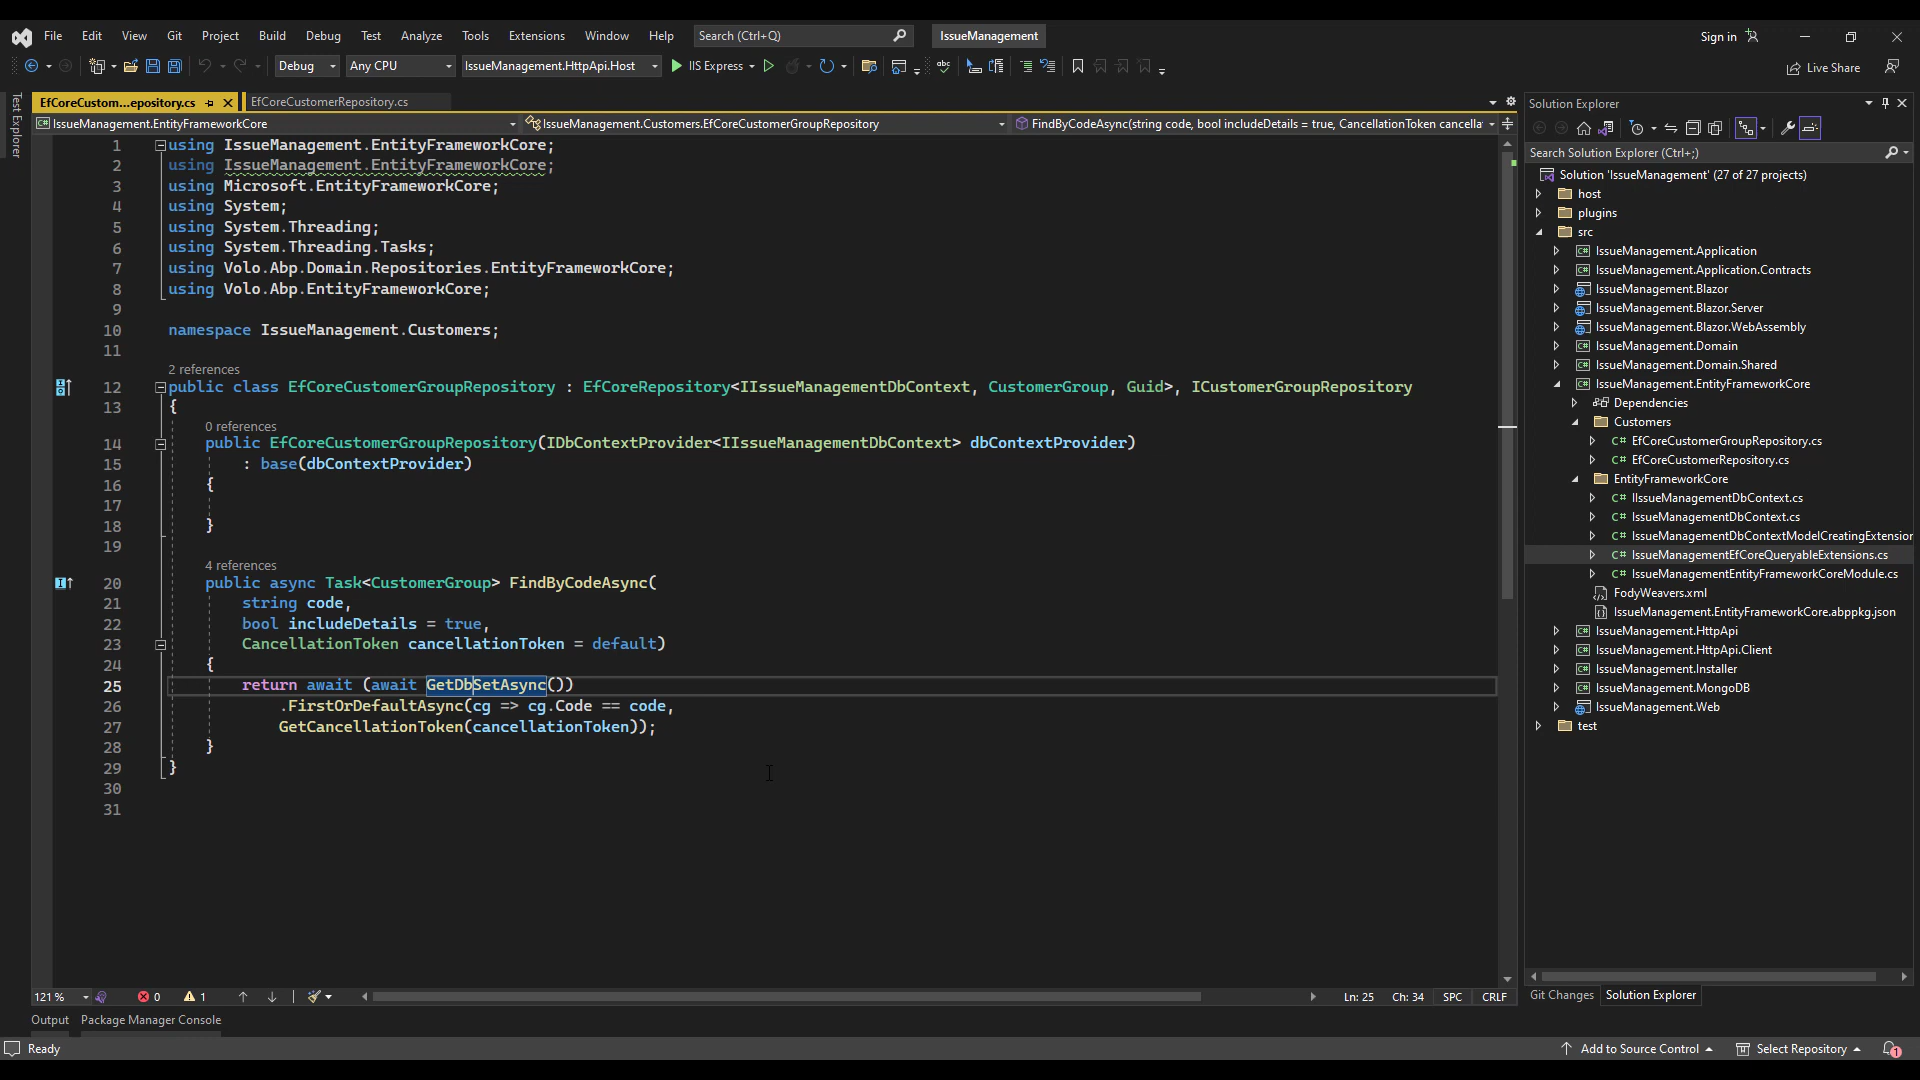 File Edit View Git Project Build Debug Test Analyze Tools Extensions Window Help Search (Ctrl+Q) IssueManagement Sign in
Debug Any CPU IssueManagement.HttpApi.Host IIS Express abc Live Share
Test Explorer
EfCoreCustom...epository.cs EfCoreCustomerRepository.cs
IssueManagement.EntityFrameworkCore IssueManagement.Customers.EfCoreCustomerGroupRepository FindByCodeAsync(string code, bool includeDetails = true, CancellationToken cancella
1 using IssueManagement.EntityFrameworkCore;
2 using IssueManagement.EntityFrameworkCore;
3 using Microsoft.EntityFrameworkCore;
4 using System;
5 using System.Threading;
6 using System.Threading.Tasks;
7 using Volo.Abp.Domain.Repositories.EntityFrameworkCore;
8 using Volo.Abp.EntityFrameworkCore;
9
10 namespace IssueManagement.Customers;
11
2 references
12 public class EfCoreCustomerGroupRepository : EfCoreRepository<IIssueManagementDbContext, CustomerGroup, Guid>, ICustomerGroupRepository
13 {
0 references
14 public EfCoreCustomerGroupRepository(IDbContextProvider<IIssueManagementDbContext> dbContextProvider)
15 : base(dbContextProvider)
16 {
17
18 }
19
4 references
20 public async Task<CustomerGroup> FindByCodeAsync(
21 string code,
22 bool includeDetails = true,
23 CancellationToken cancellationToken = default)
24 {
25 return await (await GetDbSetAsync())
26 .FirstOrDefaultAsync(cg => cg.Code == code,
27 GetCancellationToken(cancellationToken));
28 }
29 }
30
31
121 % 0 1 Ln: 25 Ch: 34 SPC CRLF
Output Package Manager Console
Ready
Solution Explorer
Search Solution Explorer (Ctrl+;)
Solution 'IssueManagement' (27 of 27 projects)
host
plugins
src
C# IssueManagement.Application
C# IssueManagement.Application.Contracts
IssueManagement.Blazor
IssueManagement.Blazor.Server
IssueManagement.Blazor.WebAssembly
C# IssueManagement.Domain
C# IssueManagement.Domain.Shared
C# IssueManagement.EntityFrameworkCore
Dependencies
Customers
C# EfCoreCustomerGroupRepository.cs
C# EfCoreCustomerRepository.cs
EntityFrameworkCore
C# IIssueManagementDbContext.cs
C# IssueManagementDbContext.cs
C# IssueManagementDbContextModelCreatingExtension
C# IssueManagementEfCoreQueryableExtensions.cs
C# IssueManagementEntityFrameworkCoreModule.cs
FodyWeavers.xml
IssueManagement.EntityFrameworkCore.abppkg.json
C# IssueManagement.HttpApi
C# IssueManagement.HttpApi.Client
C# IssueManagement.Installer
C# IssueManagement.MongoDB
IssueManagement.Web
test
Git Changes Solution Explorer
Add to Source Control Select Repository 1